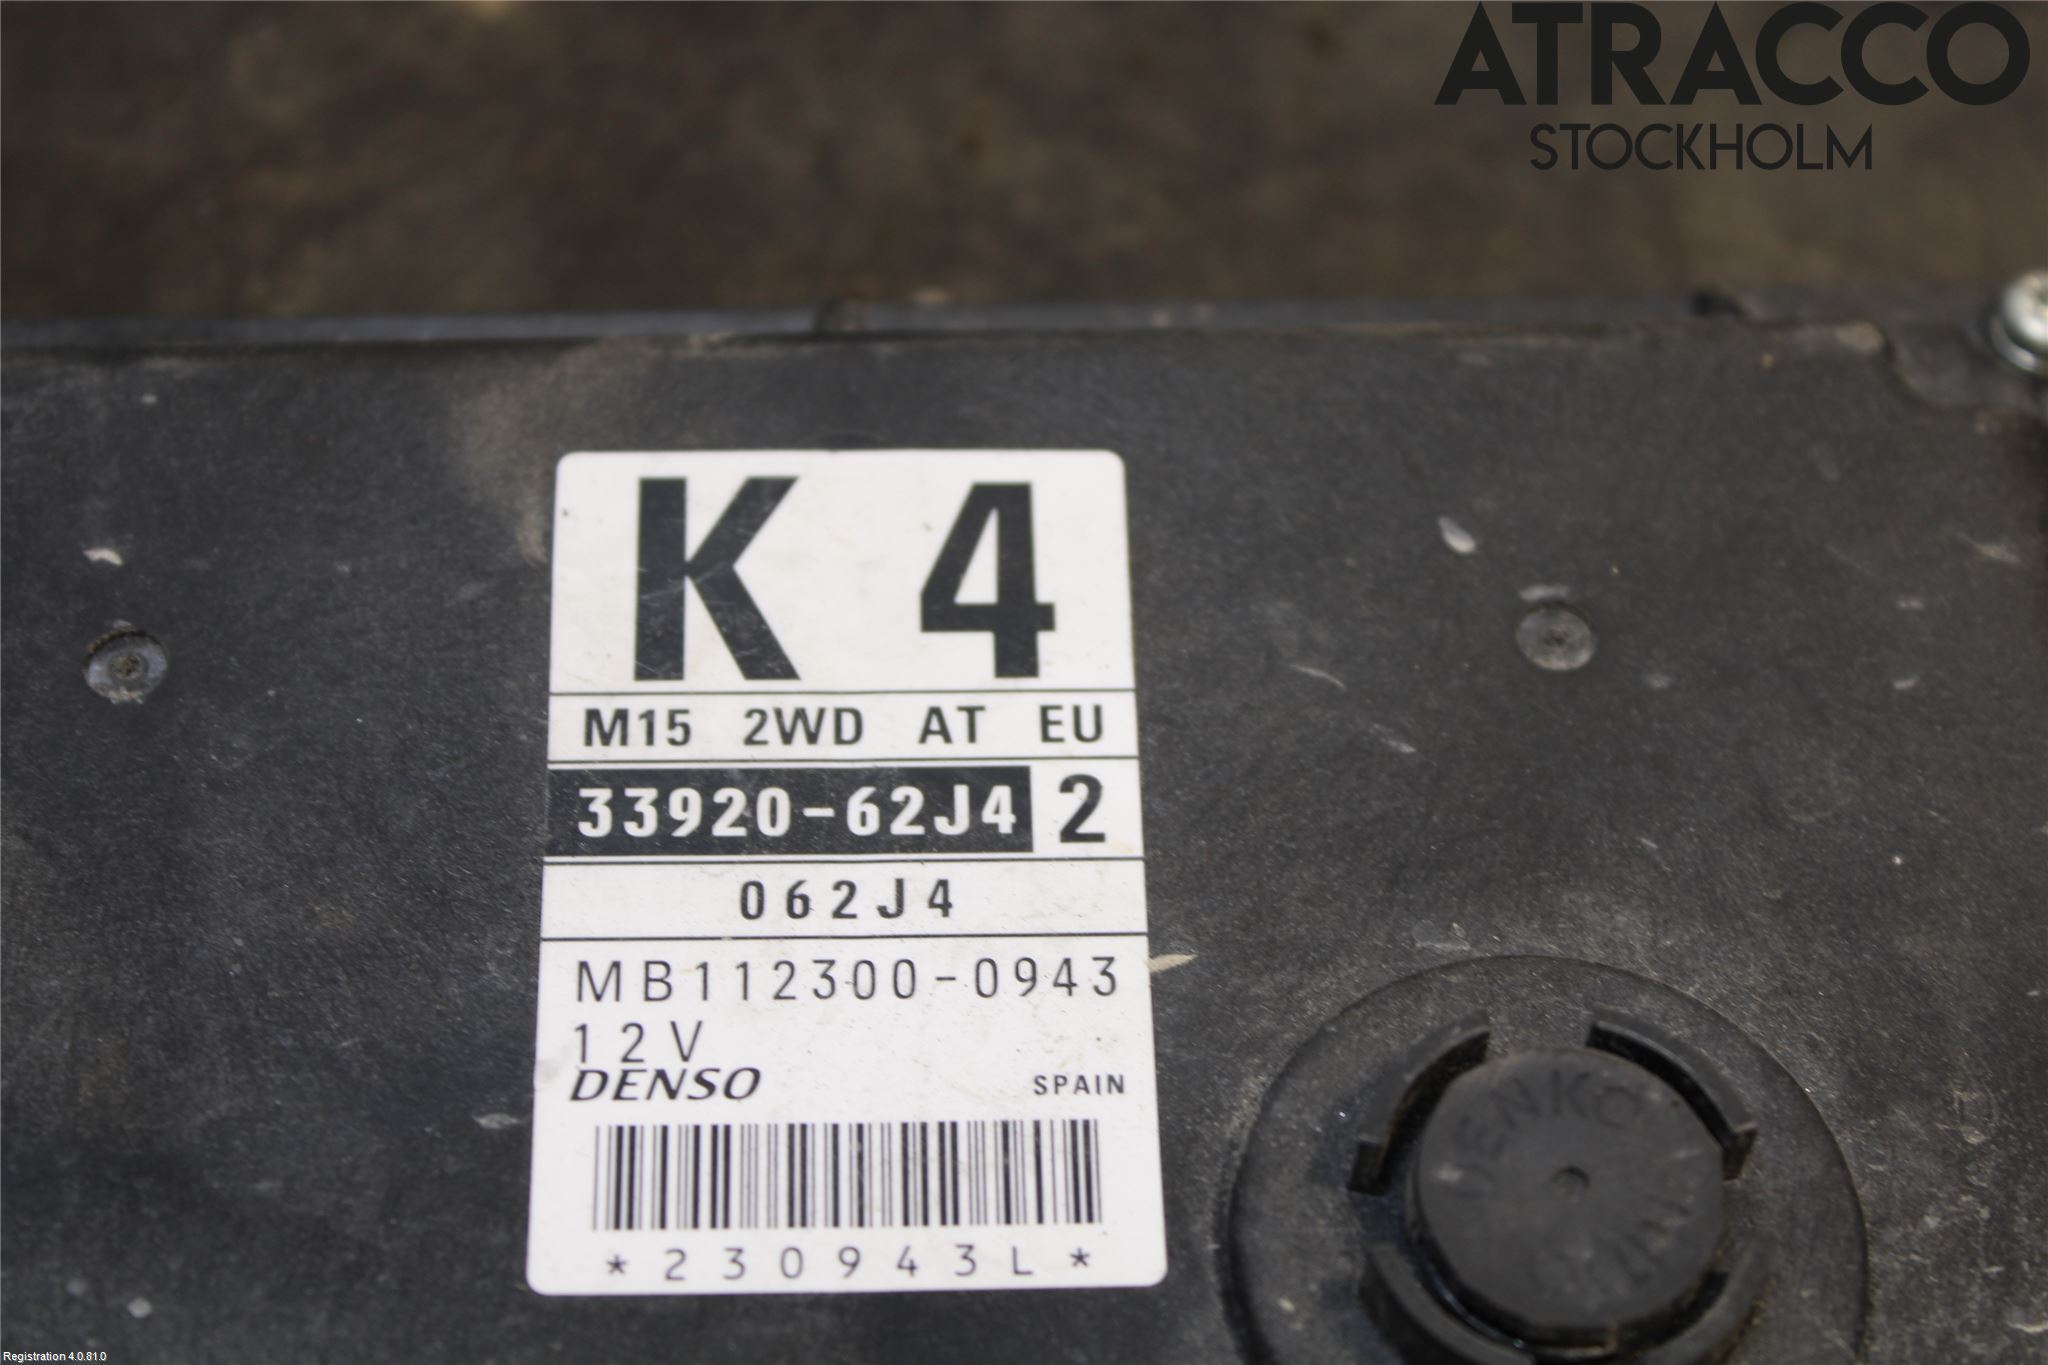 ATRACCO
STOCKHOLM
K 4
M15 2WD AT EU
33920-62J4 2
062J4
MB112300-0943
12V
DENSO SPAIN
*230943L*
Registration 4.0.81.0